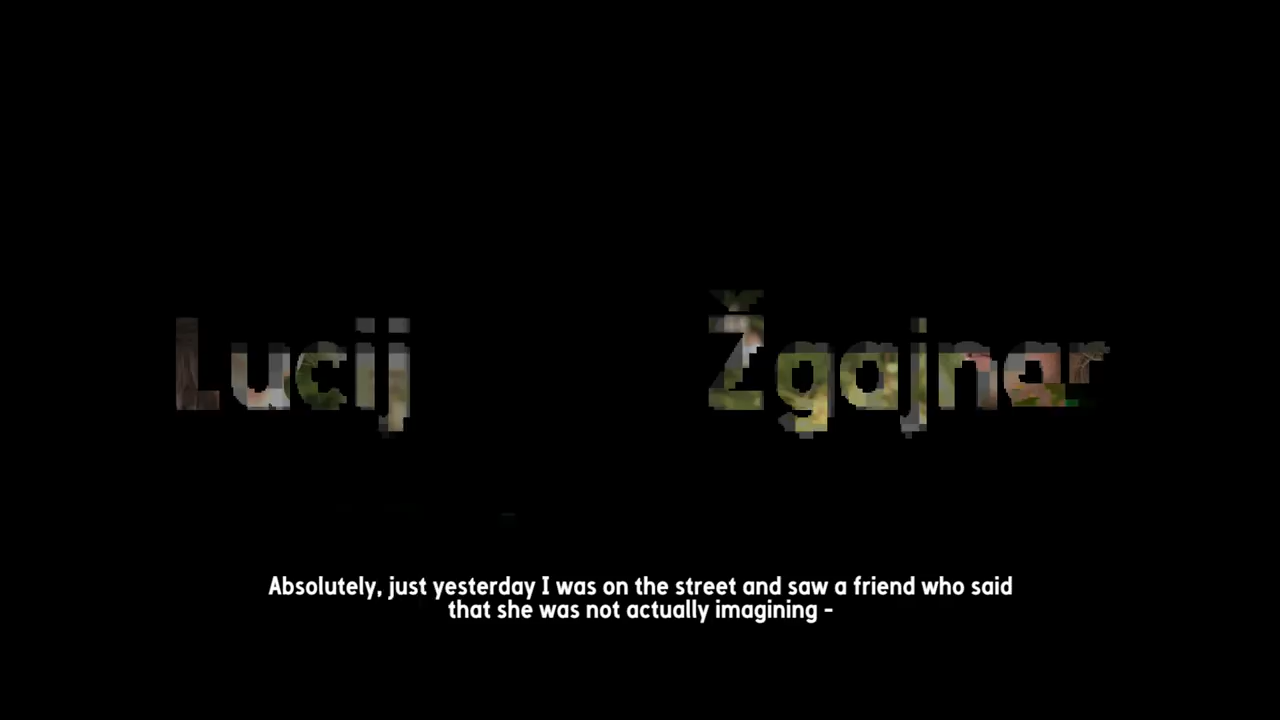 Lucij Žgajnar
Absolutely, just yesterday I was on the street and saw a friend who said
that she was not actually imagining -